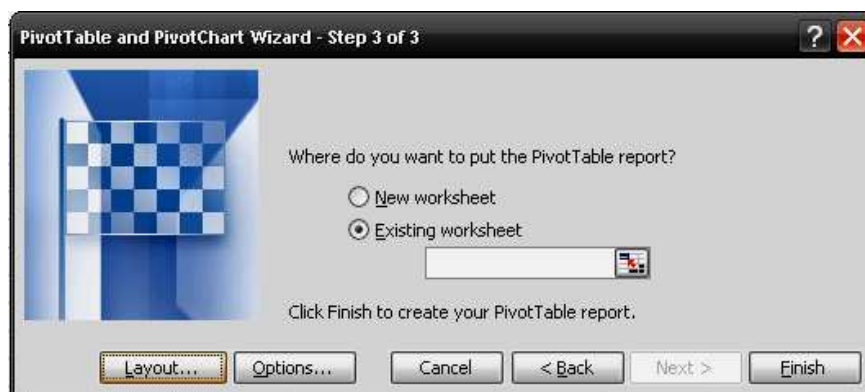 PivotTable and PivotChart Wizard - Step 3 of 3
?
Where do you want to put the PivotTable report?
New worksheet
Existing worksheet
Click Finish to create your PivotTable report.
Layout... Options... Cancel < Back Next > Finish